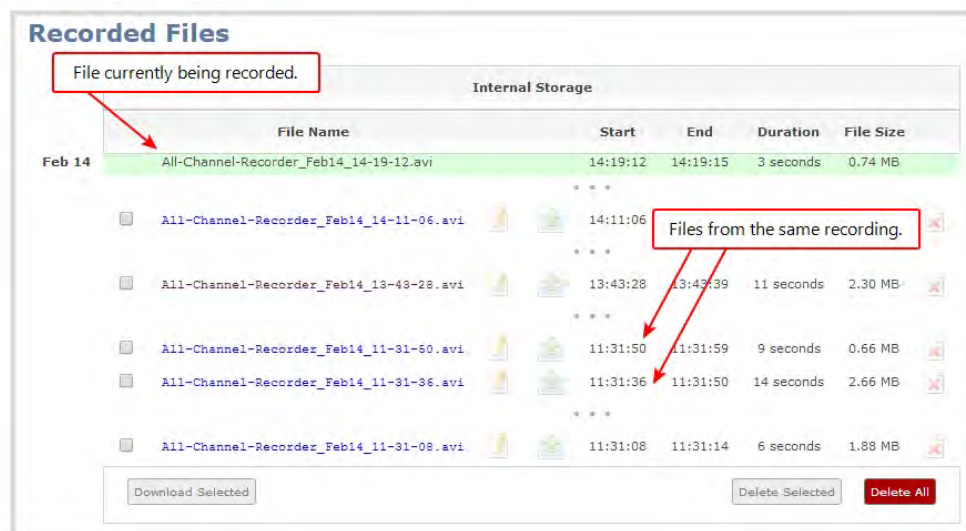 Recorded Files
File currently being recorded.
Internal Storage
File Name Start End Duration File Size
Feb 14 All-Channel-Recorder_Feb14_14-19-12.avi 14:19:12 14:19:15 3 seconds 0.74 MB
All-Channel-Recorder_Feb14_14-11-06.avi 14:11:06
Files from the same recording.
All-Channel-Recorder_Feb14_13-43-28.avi 13:43:28 13:43:39 11 seconds 2.30 MB
All-Channel-Recorder_Feb14_11-31-50.avi 11:31:50 11:31:59 9 seconds 0.66 MB
All-Channel-Recorder_Feb14_11-31-36.avi 11:31:36 11:31:50 14 seconds 2.66 MB
All-Channel-Recorder_Feb14_11-31-08.avi 11:31:08 11:31:14 6 seconds 1.88 MB
Download Selected Delete Selected Delete All